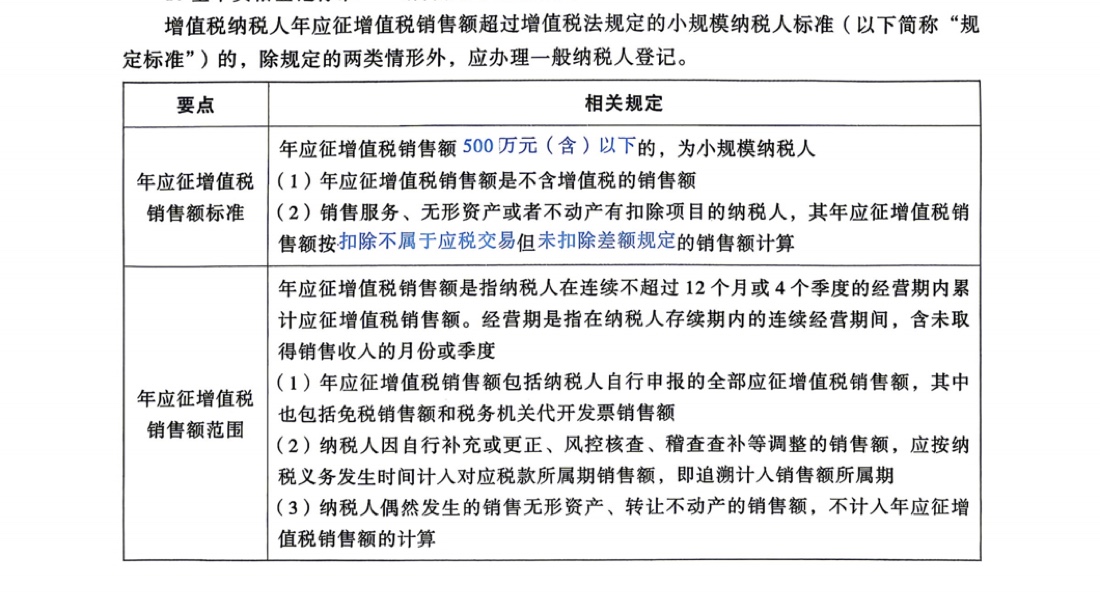 增值税纳税人年应征增值税销售额超过增值税法规定的小规模纳税人标准（以下简称“规
定标准”）的，除规定的两类情形外，应办理一般纳税人登记。
要点
相关规定
年应征增值税
销售额标准
年应征增值税销售额 500 万元（含）以下的，为小规模纳税人
（1）年应征增值税销售额是不含增值税的销售额
（2）销售服务、无形资产或者不动产有扣除项目的纳税人，其年应征增值税销
售额按扣除不属于应税交易但未扣除差额规定的销售额计算
年应征增值税
销售额范围
年应征增值税销售额是指纳税人在连续不超过 12 个月或 4 个季度的经营期内累
计应征增值税销售额。经营期是指在纳税人存续期内的连续经营期间，含未取
得销售收入的月份或季度
（1）年应征增值税销售额包括纳税人自行申报的全部应征增值税销售额，其中
也包括免税销售额和税务机关代开发票销售额
（2）纳税人因自行补充或更正、风控核查、稽查查补等调整的销售额，应按纳
税义务发生时间计入对应税款所属期销售额，即追溯计入销售额所属期
（3）纳税人偶然发生的销售无形资产、转让不动产的销售额，不计入年应征增
值税销售额的计算